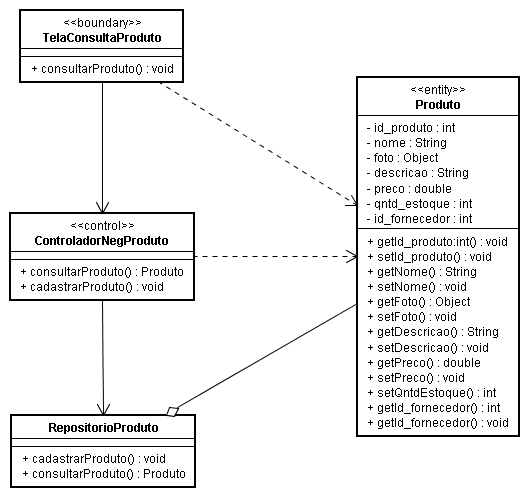 <<boundary>>
TelaConsultaProduto
+ consultarProduto() : void
<<control>>
ControladorNegProduto
+ consultarProduto() : Produto
+ cadastrarProduto() : void
RepositorioProduto
+ cadastrarProduto() : void
+ consultarProduto() : Produto
<<entity>>
Produto
- id_produto : int
- nome : String
- foto : Object
- descricao : String
- preco : double
- qntd_estoque : int
- id_fornecedor : int
+ getId_produto:int() : void
+ setId_produto() : void
+ getNome() : String
+ setNome() : void
+ getFoto() : Object
+ setFoto() : void
+ getDescricao() : String
+ setDescricao() : void
+ getPreco() : double
+ setPreco() : void
+ setQntdEstoque() : int
+ getId_fornecedor() : int
+ getId_fornecedor() : void